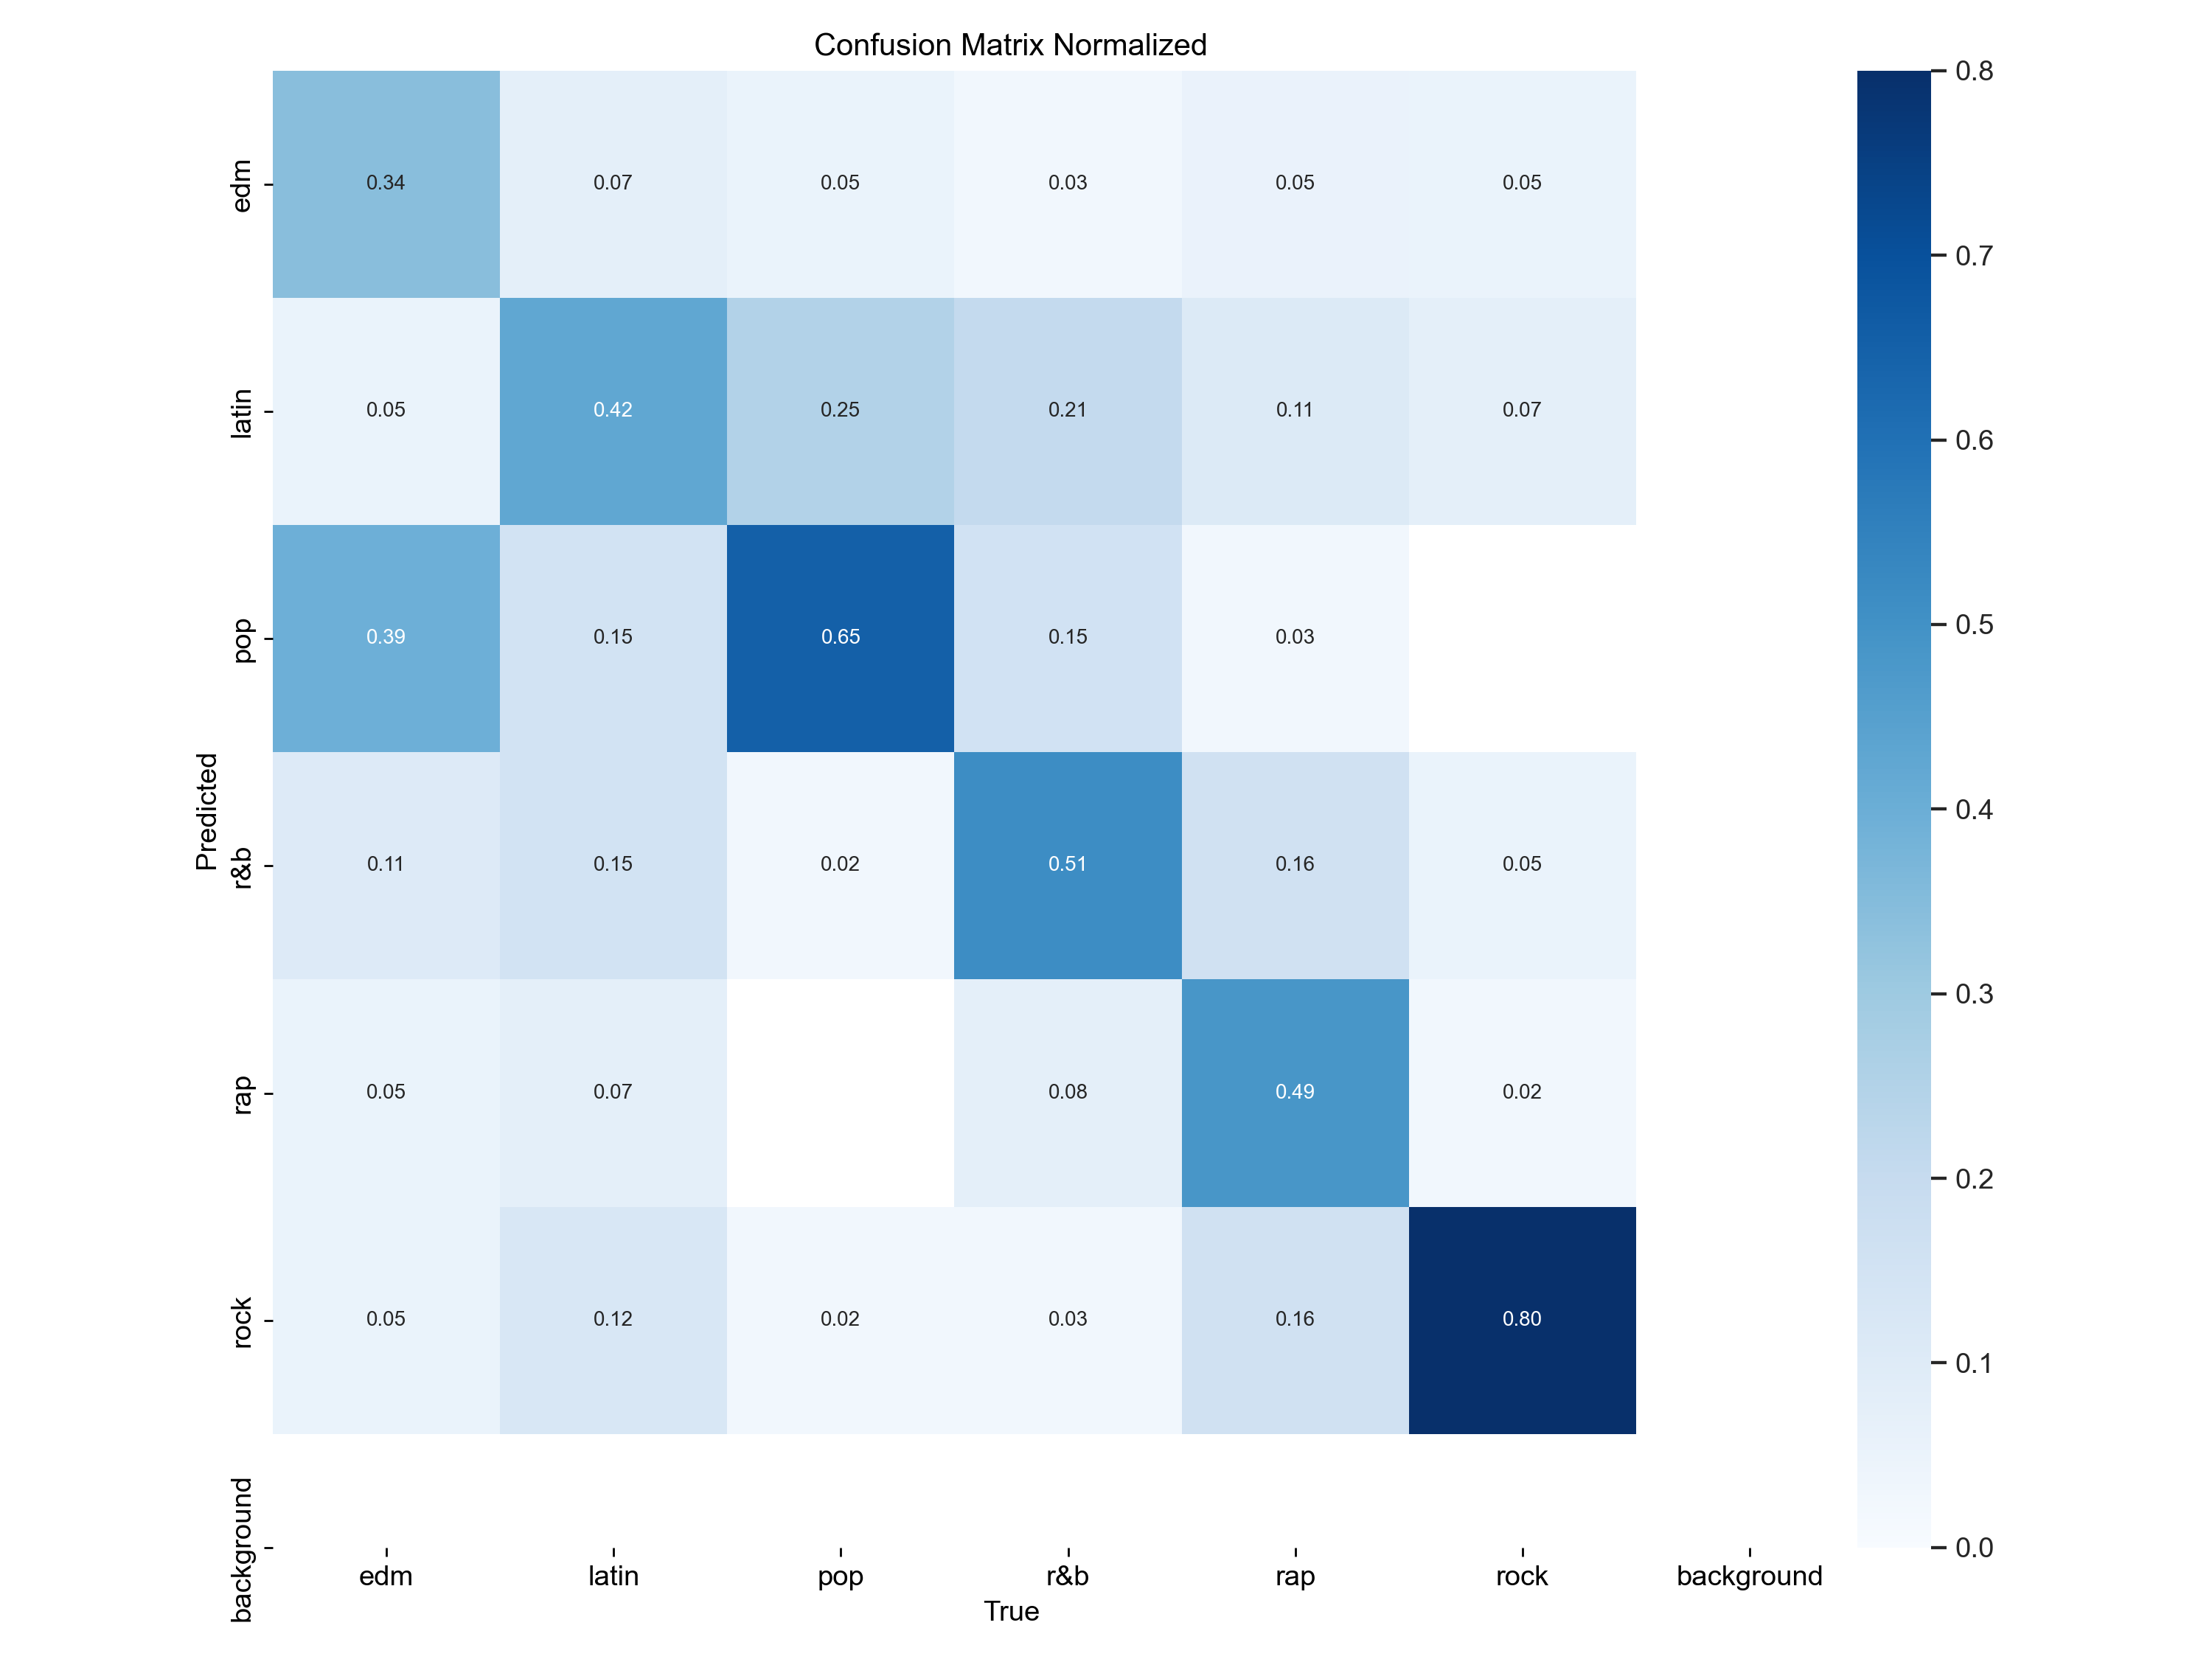 Confusion Matrix Normalized
edm 0.34 0.07 0.05 0.03 0.05 0.05
latin 0.05 0.42 0.25 0.21 0.11 0.07
pop 0.39 0.15 0.65 0.15 0.03
r&b 0.11 0.15 0.02 0.51 0.16 0.05
rap 0.05 0.07 0.08 0.49 0.02
rock 0.05 0.12 0.02 0.03 0.16 0.80
background
Predicted
edm latin pop r&b rap rock background
True
0.8
0.7
0.6
0.5
0.4
0.3
0.2
0.1
0.0